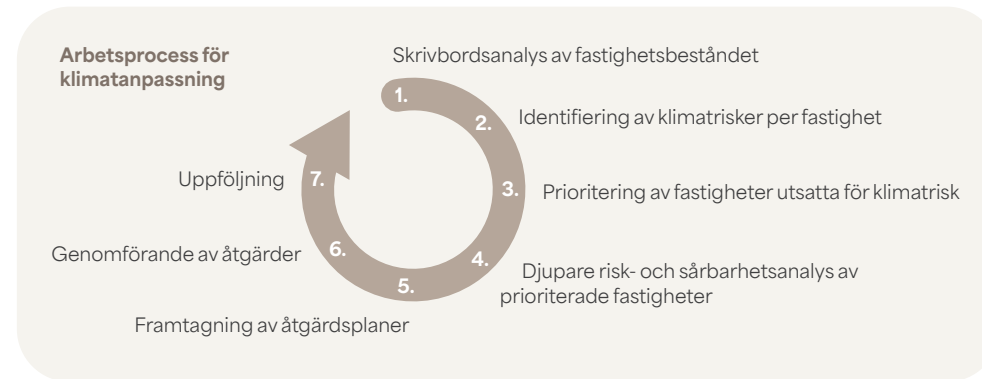 Arbetsprocess för
klimatanpassning
Skrivbordsanalys av fastighetsbeståndet
1.
2.
Identifiering av klimatrisker per fastighet
3.
Prioritering av fastigheter utsatta för klimatrisk
4.
Djupare risk- och sårbarhetsanalys av
prioriterade fastigheter
5.
Framtagning av åtgärdsplaner
6.
Genomförande av åtgärder
7.
Uppföljning